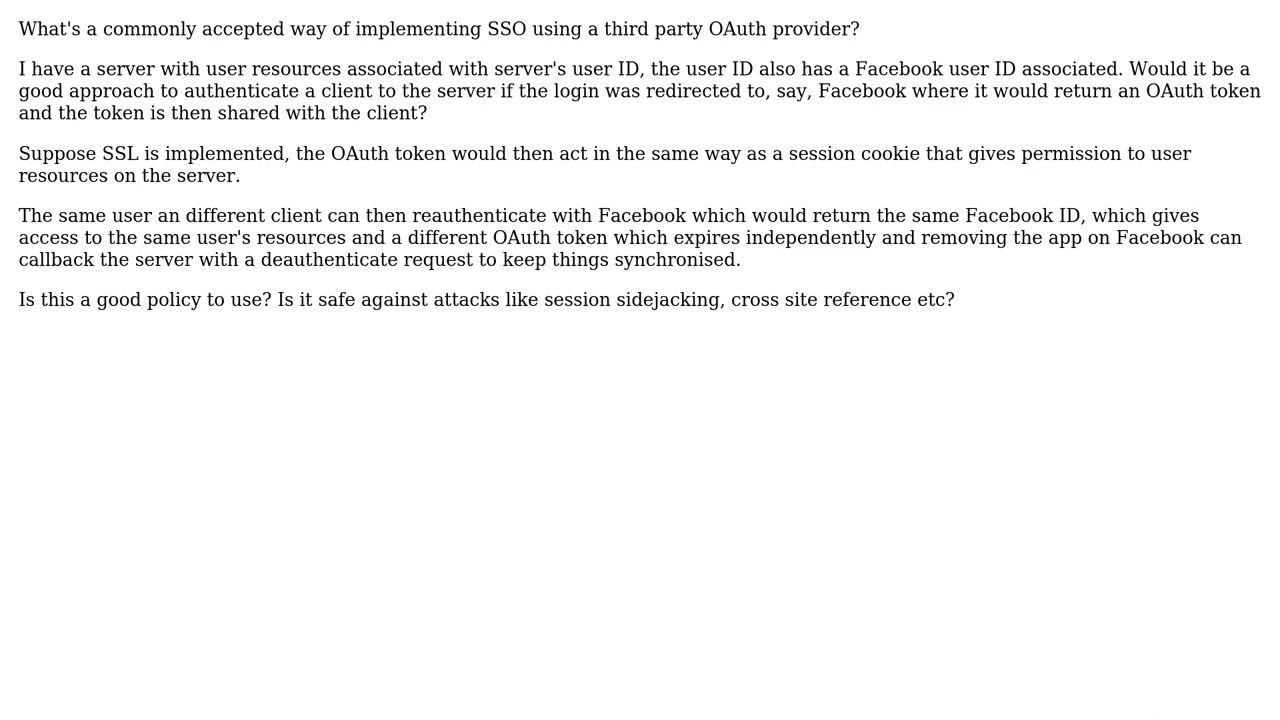 What's a commonly accepted way of implementing SSO using a third party OAuth provider?
I have a server with user resources associated with server's user ID, the user ID also has a Facebook user ID associated. Would it be a
good approach to authenticate a client to the server if the login was redirected to, say, Facebook where it would return an OAuth token
and the token is then shared with the client?
Suppose SSL is implemented, the OAuth token would then act in the same way as a session cookie that gives permission to user
resources on the server.
The same user an different client can then reauthenticate with Facebook which would return the same Facebook ID, which gives
access to the same user's resources and a different OAuth token which expires independently and removing the app on Facebook can
callback the server with a deauthenticate request to keep things synchronised.
Is this a good policy to use? Is it safe against attacks like session sidejacking, cross site reference etc?